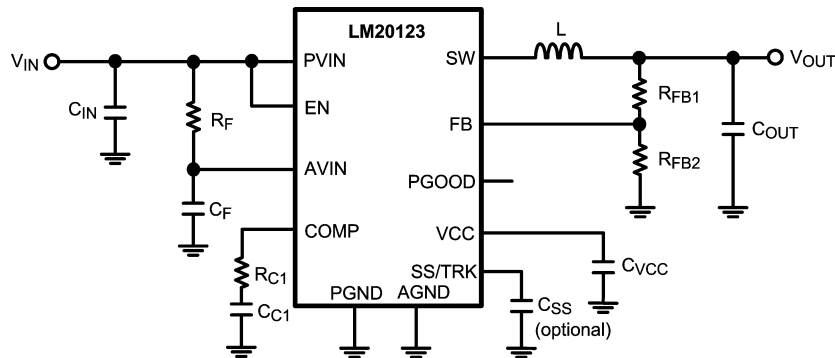 LM20123
VIN
PVIN
SW
L
VOUT
CIN
RF
EN
RFB1
FB
COUT
AVIN
RFB2
PGOOD
CF
COMP
VCC
RC1
SS/TRK
CVCC
CC1
PGND
AGND
CSS
(optional)